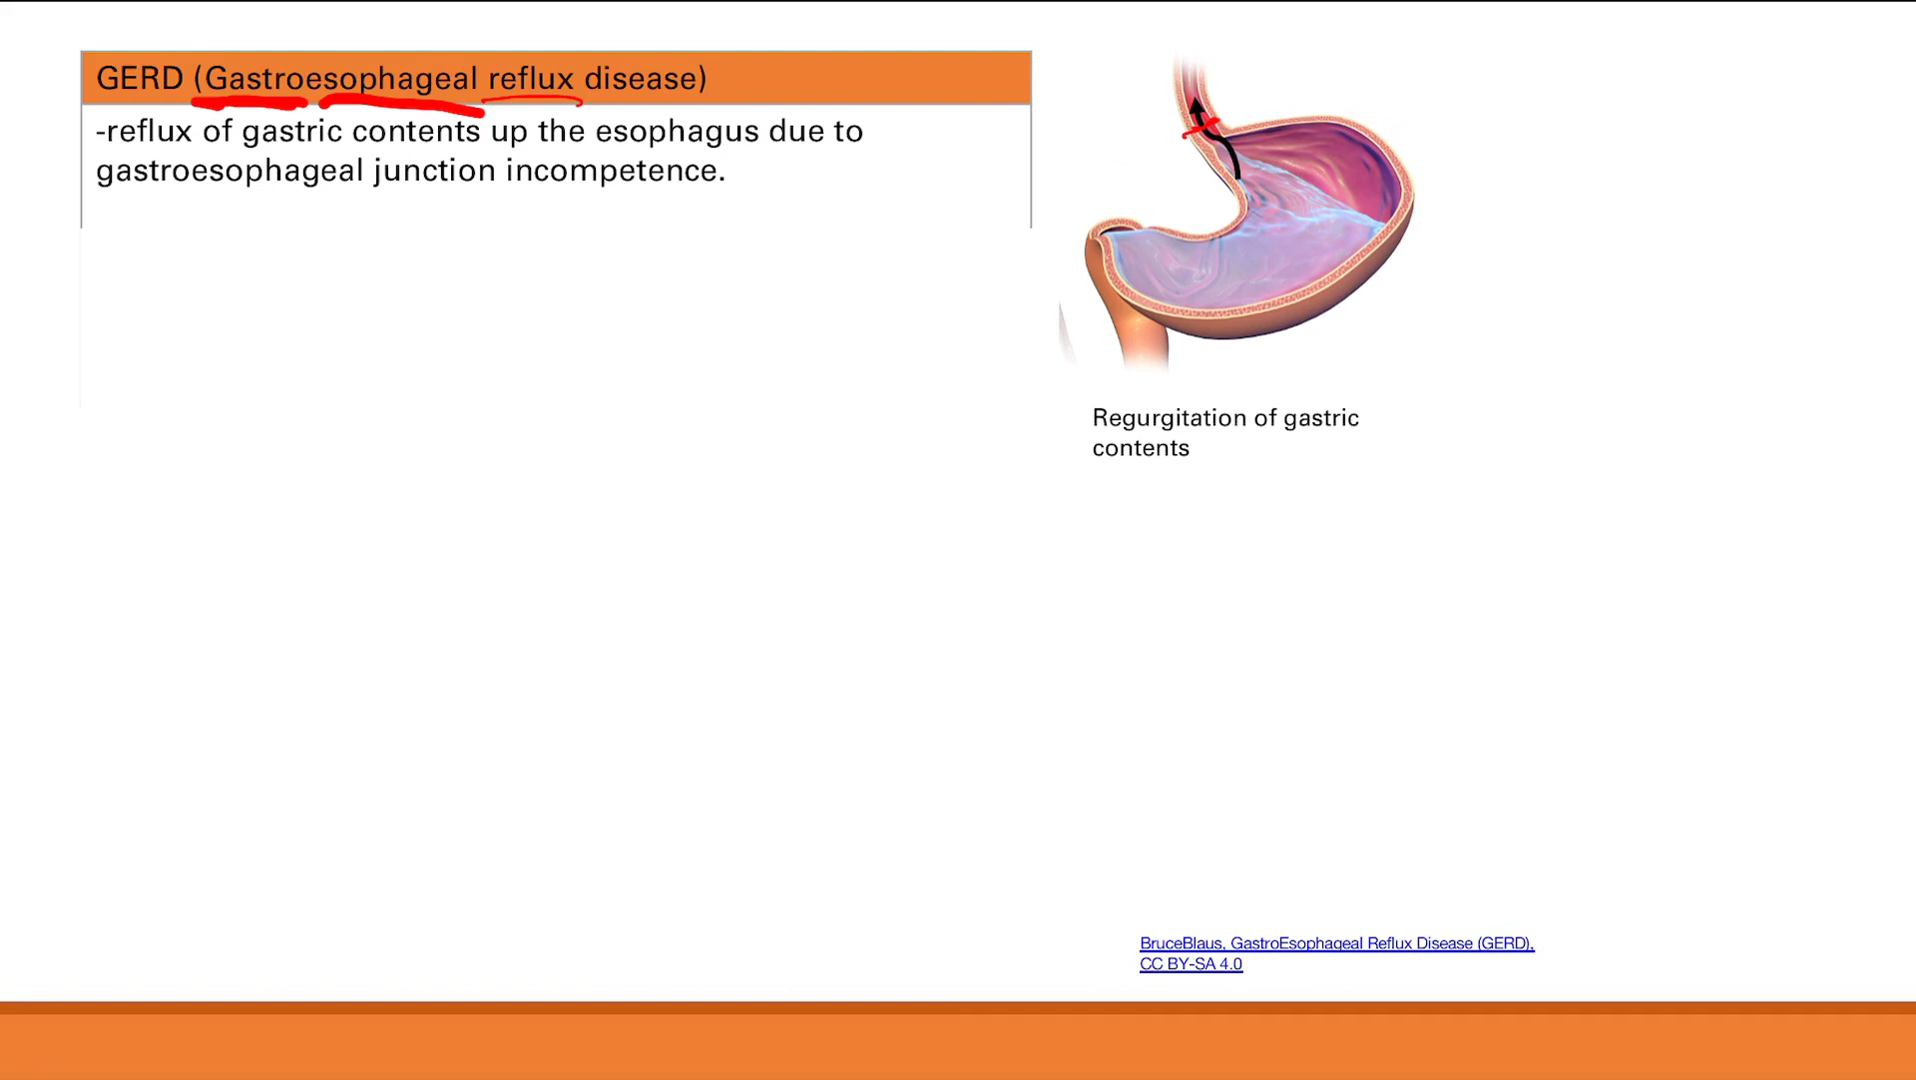 GERD (Gastroesophageal reflux disease)
-reflux of gastric contents up the esophagus due to
gastroesophageal junction incompetence.
Regurgitation of gastric
contents
BruceBlaus, GastroEsophageal Reflux Disease (GERD),
CC BY-SA 4.0